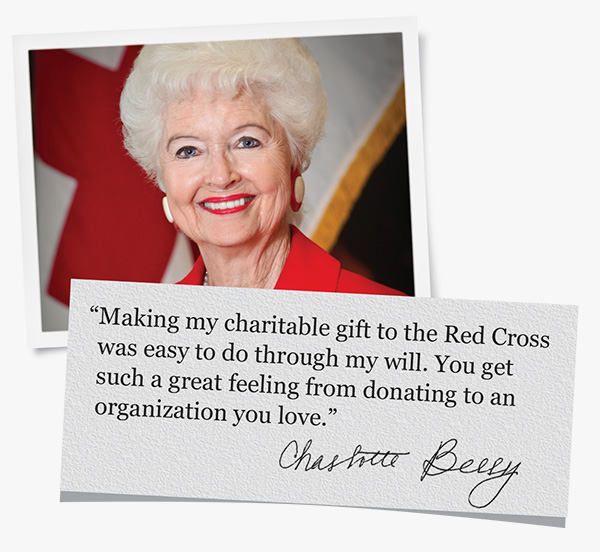 “Making my charitable gift to the Red Cross
was easy to do through my will. You get
such a great feeling from donating to an
organization you love.”
Charlotte Berry